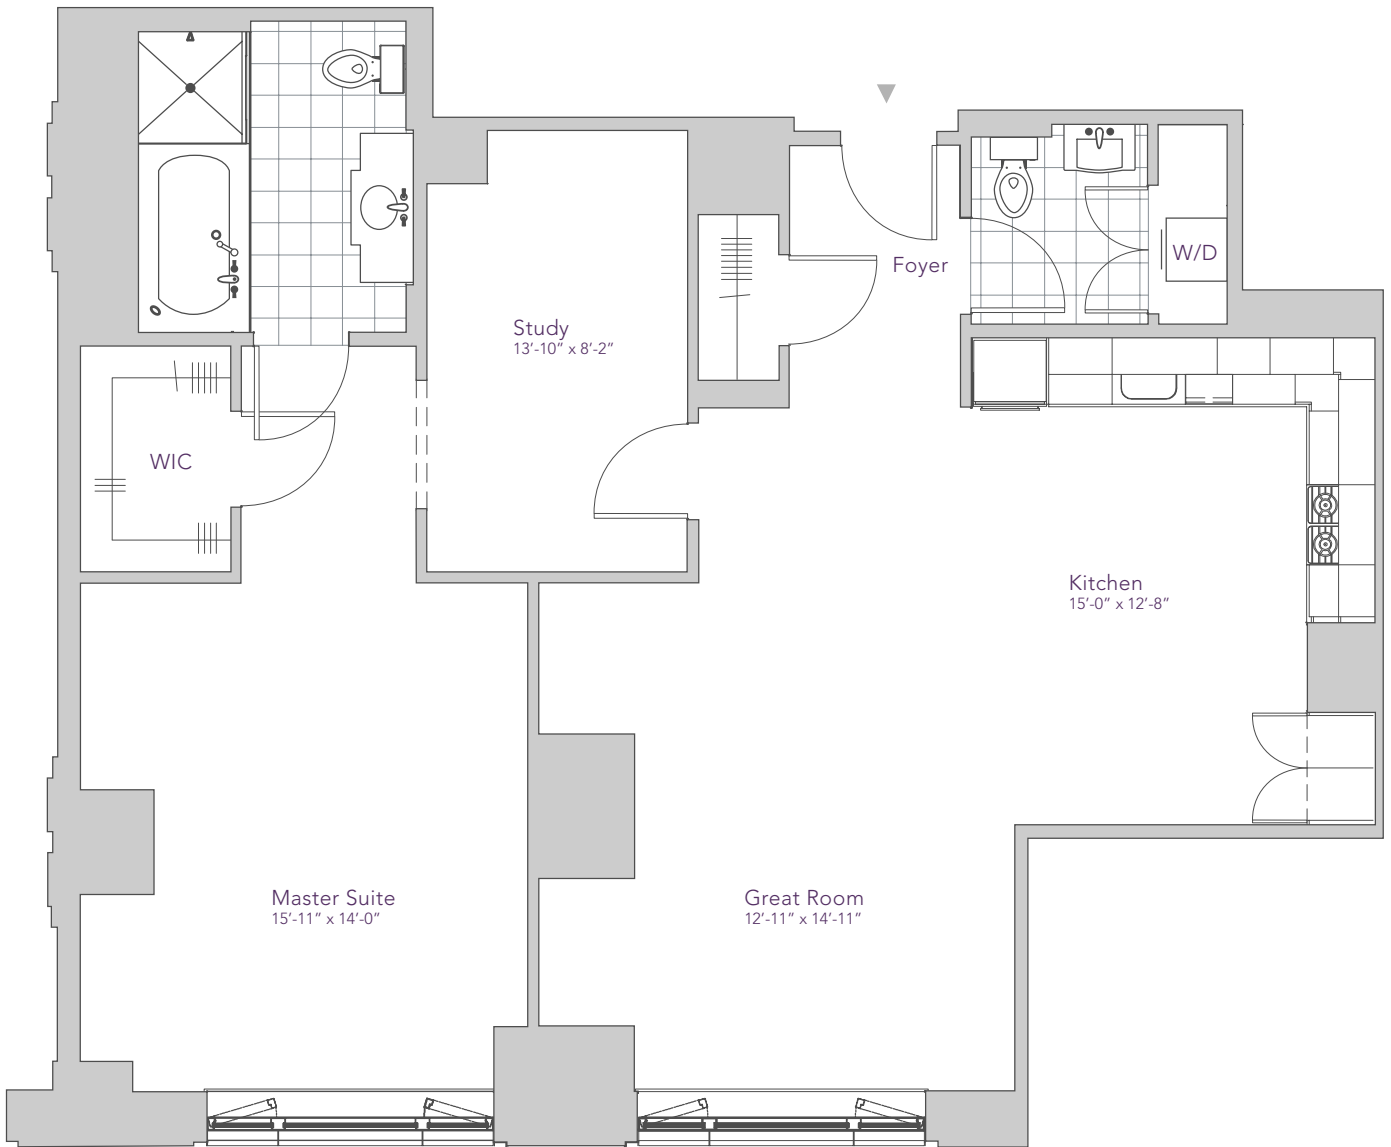 Foyer
W/D
Study
13'-10" x 8'-2"
WIC
Kitchen
15'-0" x 12'-8"
Master Suite
15'-11" x 14'-0"
Great Room
12'-11" x 14'-11"